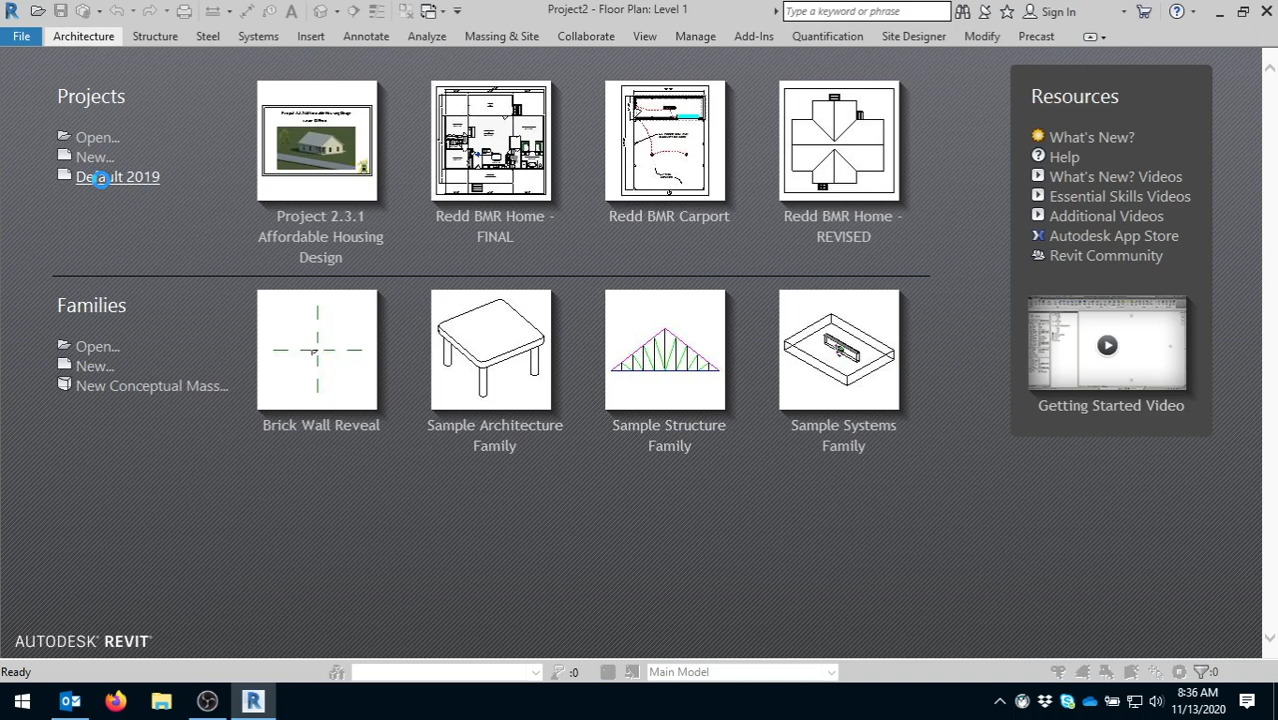 Project2 - Floor Plan: Level 1
Type a keyword or phrase
Sign In
File
Architecture
Structure
Steel
Systems
Insert
Annotate
Analyze
Massing & Site
Collaborate
View
Manage
Add-Ins
Quantification
Site Designer
Modify
Precast
Projects
Open...
New...
Default 2019
Project 2.3.1
Affordable Housing
Design
Redd BMR Home -
FINAL
Redd BMR Carport
Redd BMR Home -
REVISED
Families
Open...
New...
New Conceptual Mass...
Brick Wall Reveal
Sample Architecture
Family
Sample Structure
Family
Sample Systems
Family
Resources
What's New?
Help
What's New? Videos
Essential Skills Videos
Additional Videos
Autodesk App Store
Revit Community
Getting Started Video
AUTODESK® REVIT®
Ready
:0
Main Model
:0
8:36 AM
11/13/2020